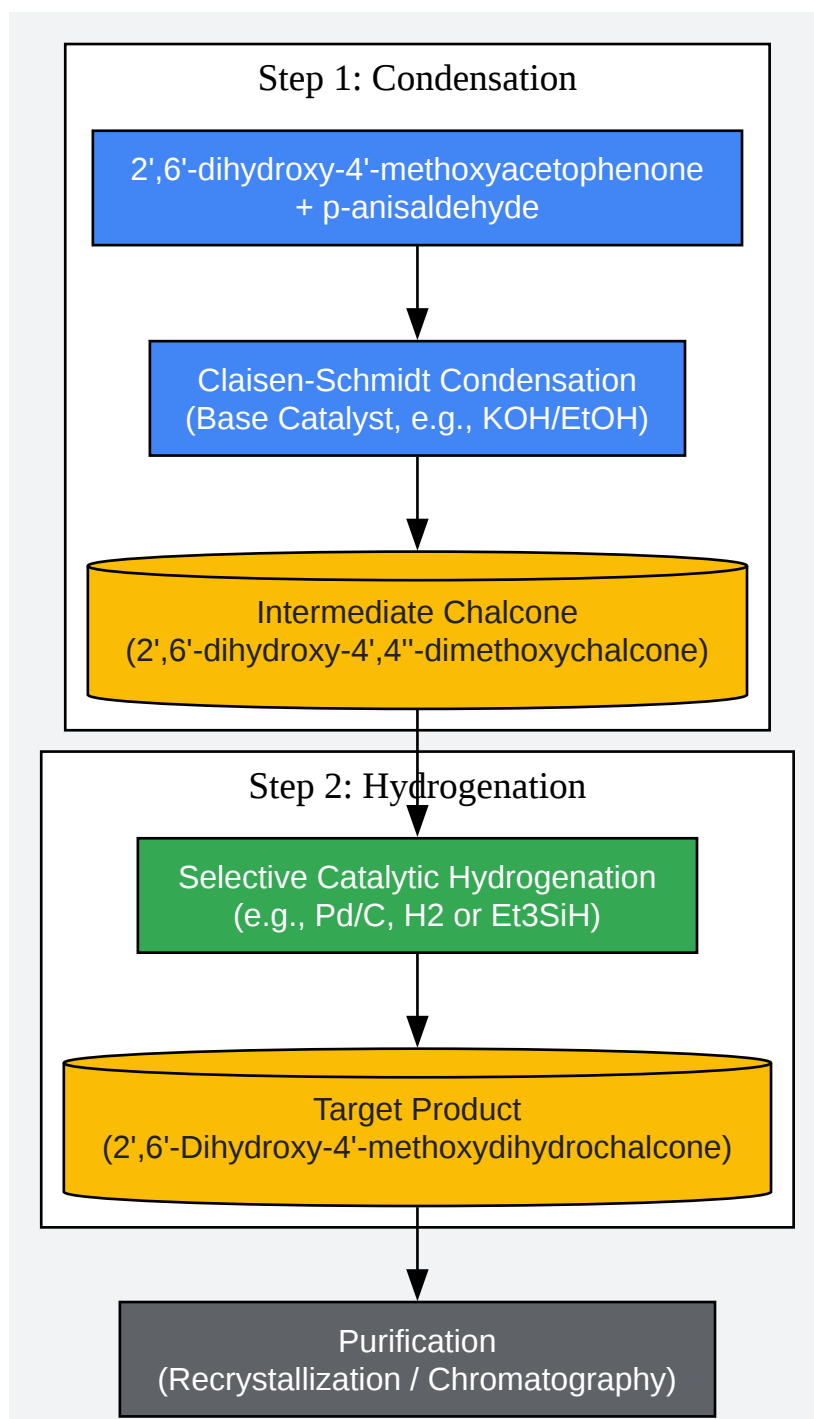 Step 1: Condensation
2',6'-dihydroxy-4'-methoxyacetophenone
+ p-anisaldehyde
Claisen-Schmidt Condensation
(Base Catalyst, e.g., KOH/EtOH)
Intermediate Chalcone
(2',6'-dihydroxy-4',4''-dimethoxychalcone)
Step 2: Hydrogenation
Selective Catalytic Hydrogenation
(e.g., Pd/C, H2 or Et3SiH)
Target Product
(2',6'-Dihydroxy-4'-methoxydihydrochalcone)
Purification
(Recrystallization / Chromatography)